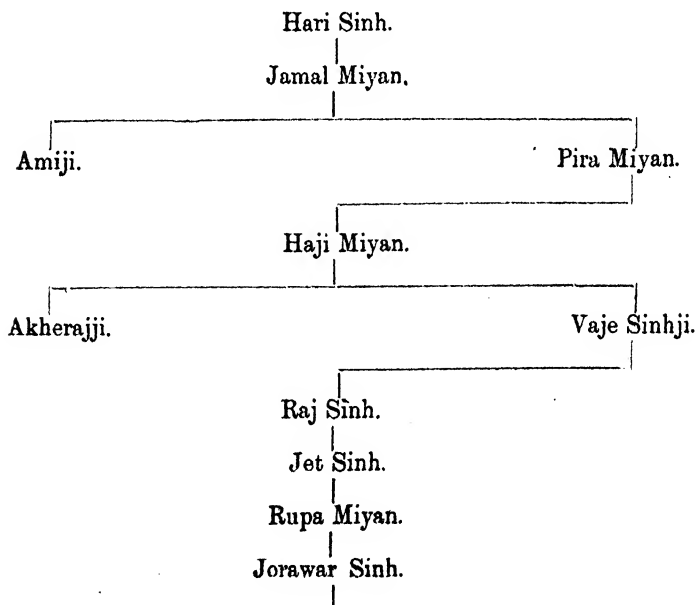 Hari Sinh.
Jamal Miyan.
Amiji. Pira Miyan.
Haji Miyan.
Akherajji. Vaje Sinhji.
Raj Sinh.
Jet Sinh.
Rupa Miyan.
Jorawar Sinh.